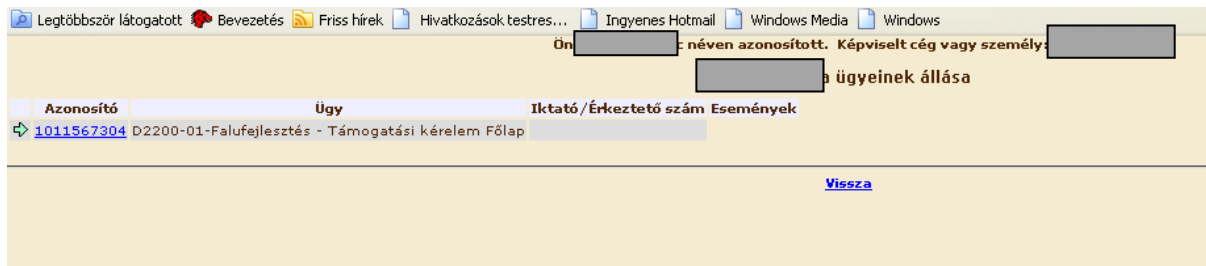 Legtöbbször látogatott Bevezetés Friss hírek Hivatkozások testres... Ingyenes Hotmail Windows Media Windows
Ön néven azonosított. Képviselt cég vagy személy:
a ügyeinek állása
Azonosító Ügy Iktató/Érkeztető szám Események
1011567304 D2200-01-Falufejlesztés - Támogatási kérelem Főlap
Vissza